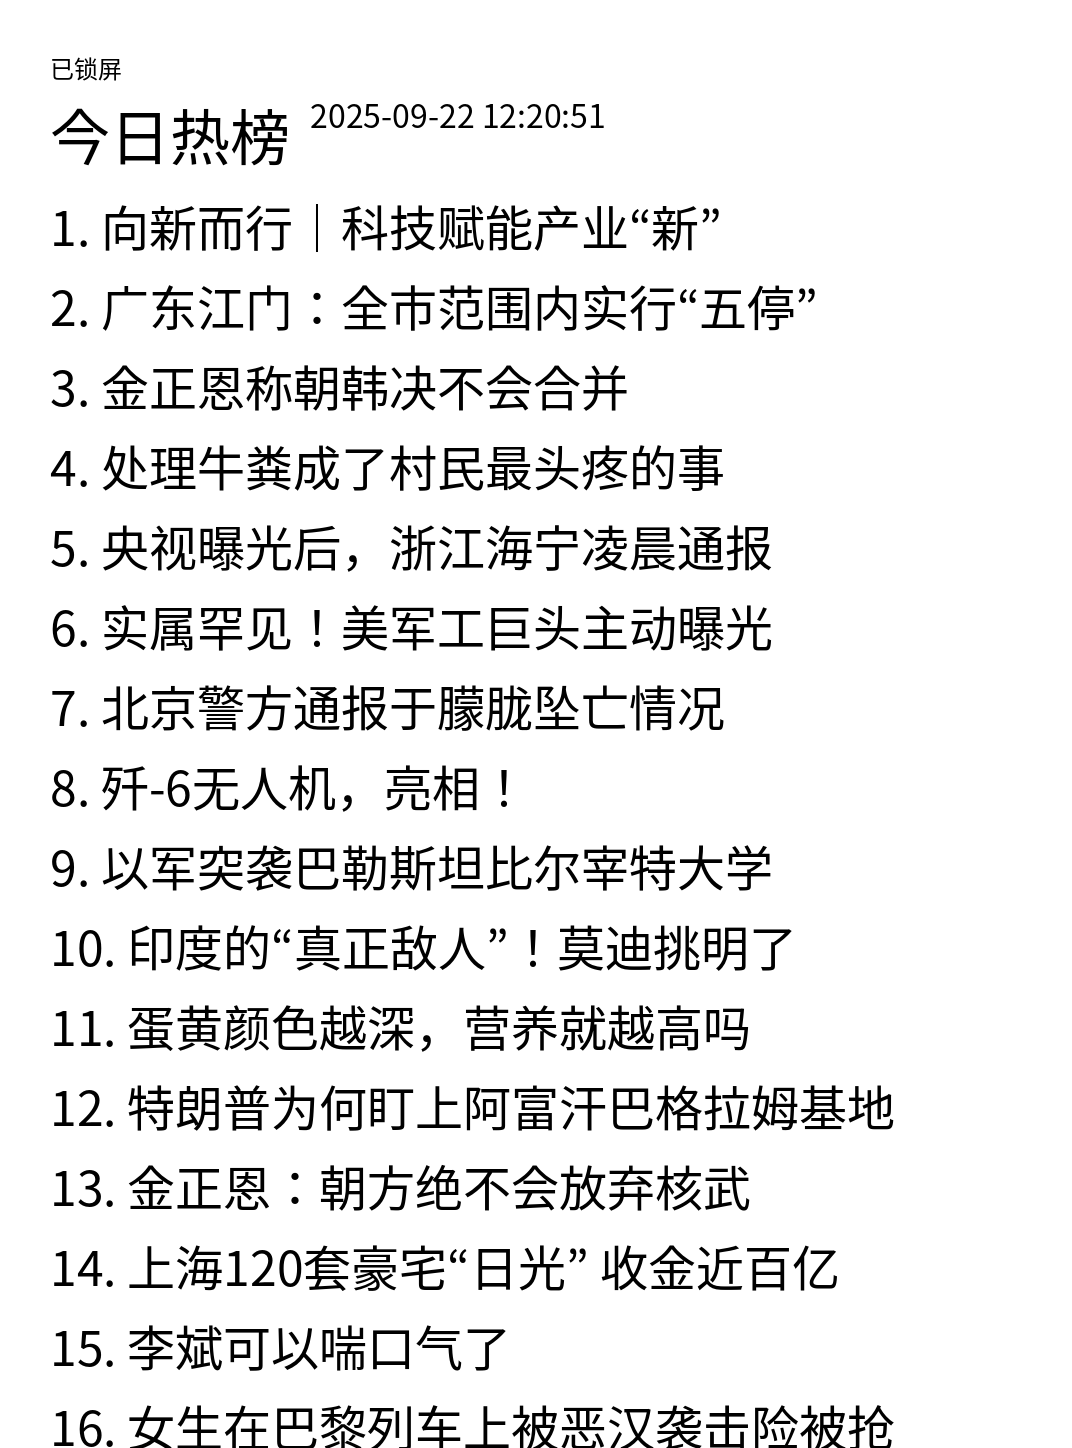 已锁屏
今日热榜 2025-09-22 12:20:51
1. 向新而行｜科技赋能产业“新”
2. 广东江门：全市范围内实行“五停”
3. 金正恩称朝韩决不会合并
4. 处理牛粪成了村民最头疼的事
5. 央视曝光后，浙江海宁凌晨通报
6. 实属罕见！美军工巨头主动曝光
7. 北京警方通报于朦胧坠亡情况
8. 歼-6无人机，亮相！
9. 以军突袭巴勒斯坦比尔宰特大学
10. 印度的“真正敌人”！莫迪挑明了
11. 蛋黄颜色越深，营养就越高吗
12. 特朗普为何盯上阿富汗巴格拉姆基地
13. 金正恩：朝方绝不会放弃核武
14. 上海120套豪宅“日光” 收金近百亿
15. 李斌可以喘口气了
16. 女生在巴黎列车上被恶汉袭击险被抢